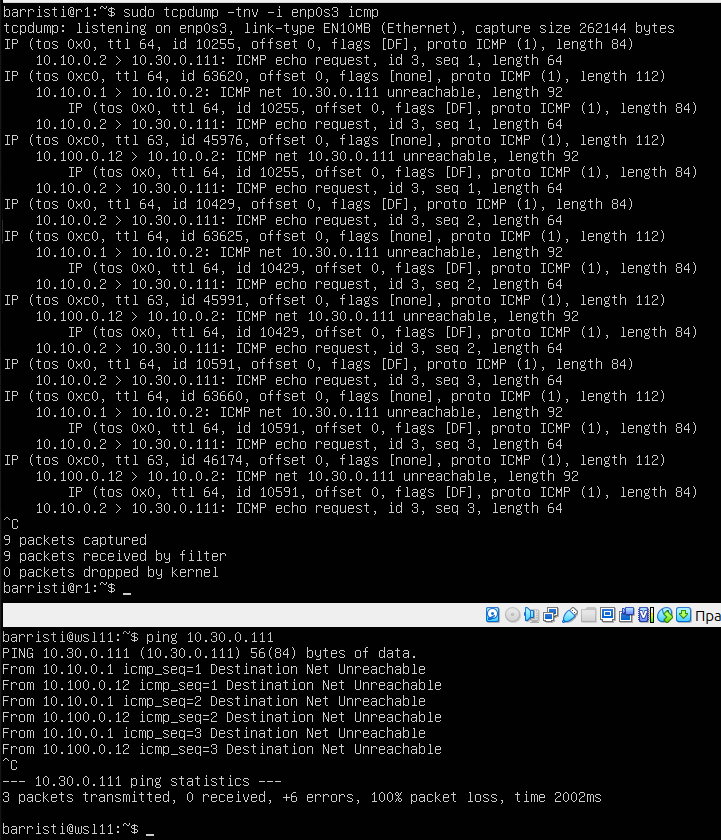 barristi@r1:~$ sudo tcpdump -tnv -i enp0s3 icmp
tcpdump: listening on enp0s3, link-type EN10MB (Ethernet), capture size 262144 bytes
IP (tos 0x0, ttl 64, id 10255, offset 0, flags [DF], proto ICMP (1), length 84)
    10.10.0.2 > 10.30.0.111: ICMP echo request, id 3, seq 1, length 64
IP (tos 0xc0, ttl 64, id 63620, offset 0, flags [none], proto ICMP (1), length 112)
    10.10.0.1 > 10.10.0.2: ICMP net 10.30.0.111 unreachable, length 92
        IP (tos 0x0, ttl 64, id 10255, offset 0, flags [DF], proto ICMP (1), length 84)
    10.10.0.2 > 10.30.0.111: ICMP echo request, id 3, seq 1, length 64
IP (tos 0xc0, ttl 63, id 45976, offset 0, flags [none], proto ICMP (1), length 112)
    10.100.0.12 > 10.10.0.2: ICMP net 10.30.0.111 unreachable, length 92
        IP (tos 0x0, ttl 64, id 10255, offset 0, flags [DF], proto ICMP (1), length 84)
    10.10.0.2 > 10.30.0.111: ICMP echo request, id 3, seq 1, length 64
IP (tos 0x0, ttl 64, id 10429, offset 0, flags [DF], proto ICMP (1), length 84)
    10.10.0.2 > 10.30.0.111: ICMP echo request, id 3, seq 2, length 64
IP (tos 0xc0, ttl 64, id 63625, offset 0, flags [none], proto ICMP (1), length 112)
    10.10.0.1 > 10.10.0.2: ICMP net 10.30.0.111 unreachable, length 92
        IP (tos 0x0, ttl 64, id 10429, offset 0, flags [DF], proto ICMP (1), length 84)
    10.10.0.2 > 10.30.0.111: ICMP echo request, id 3, seq 2, length 64
IP (tos 0xc0, ttl 63, id 45991, offset 0, flags [none], proto ICMP (1), length 112)
    10.100.0.12 > 10.10.0.2: ICMP net 10.30.0.111 unreachable, length 92
        IP (tos 0x0, ttl 64, id 10429, offset 0, flags [DF], proto ICMP (1), length 84)
    10.10.0.2 > 10.30.0.111: ICMP echo request, id 3, seq 2, length 64
IP (tos 0x0, ttl 64, id 10591, offset 0, flags [DF], proto ICMP (1), length 84)
    10.10.0.2 > 10.30.0.111: ICMP echo request, id 3, seq 3, length 64
IP (tos 0xc0, ttl 64, id 63660, offset 0, flags [none], proto ICMP (1), length 112)
    10.10.0.1 > 10.10.0.2: ICMP net 10.30.0.111 unreachable, length 92
        IP (tos 0x0, ttl 64, id 10591, offset 0, flags [DF], proto ICMP (1), length 84)
    10.10.0.2 > 10.30.0.111: ICMP echo request, id 3, seq 3, length 64
IP (tos 0xc0, ttl 63, id 46174, offset 0, flags [none], proto ICMP (1), length 112)
    10.100.0.12 > 10.10.0.2: ICMP net 10.30.0.111 unreachable, length 92
        IP (tos 0x0, ttl 64, id 10591, offset 0, flags [DF], proto ICMP (1), length 84)
    10.10.0.2 > 10.30.0.111: ICMP echo request, id 3, seq 3, length 64
^C
9 packets captured
9 packets received by filter
0 packets dropped by kernel
barristi@r1:~$ _
Пра
barristi@wsl11:~$ ping 10.30.0.111
PING 10.30.0.111 (10.30.0.111) 56(84) bytes of data.
From 10.10.0.1 icmp_seq=1 Destination Net Unreachable
From 10.100.0.12 icmp_seq=1 Destination Net Unreachable
From 10.10.0.1 icmp_seq=2 Destination Net Unreachable
From 10.100.0.12 icmp_seq=2 Destination Net Unreachable
From 10.10.0.1 icmp_seq=3 Destination Net Unreachable
From 10.100.0.12 icmp_seq=3 Destination Net Unreachable
^C
--- 10.30.0.111 ping statistics ---
3 packets transmitted, 0 received, +6 errors, 100% packet loss, time 2002ms
barristi@wsl11:~$ _